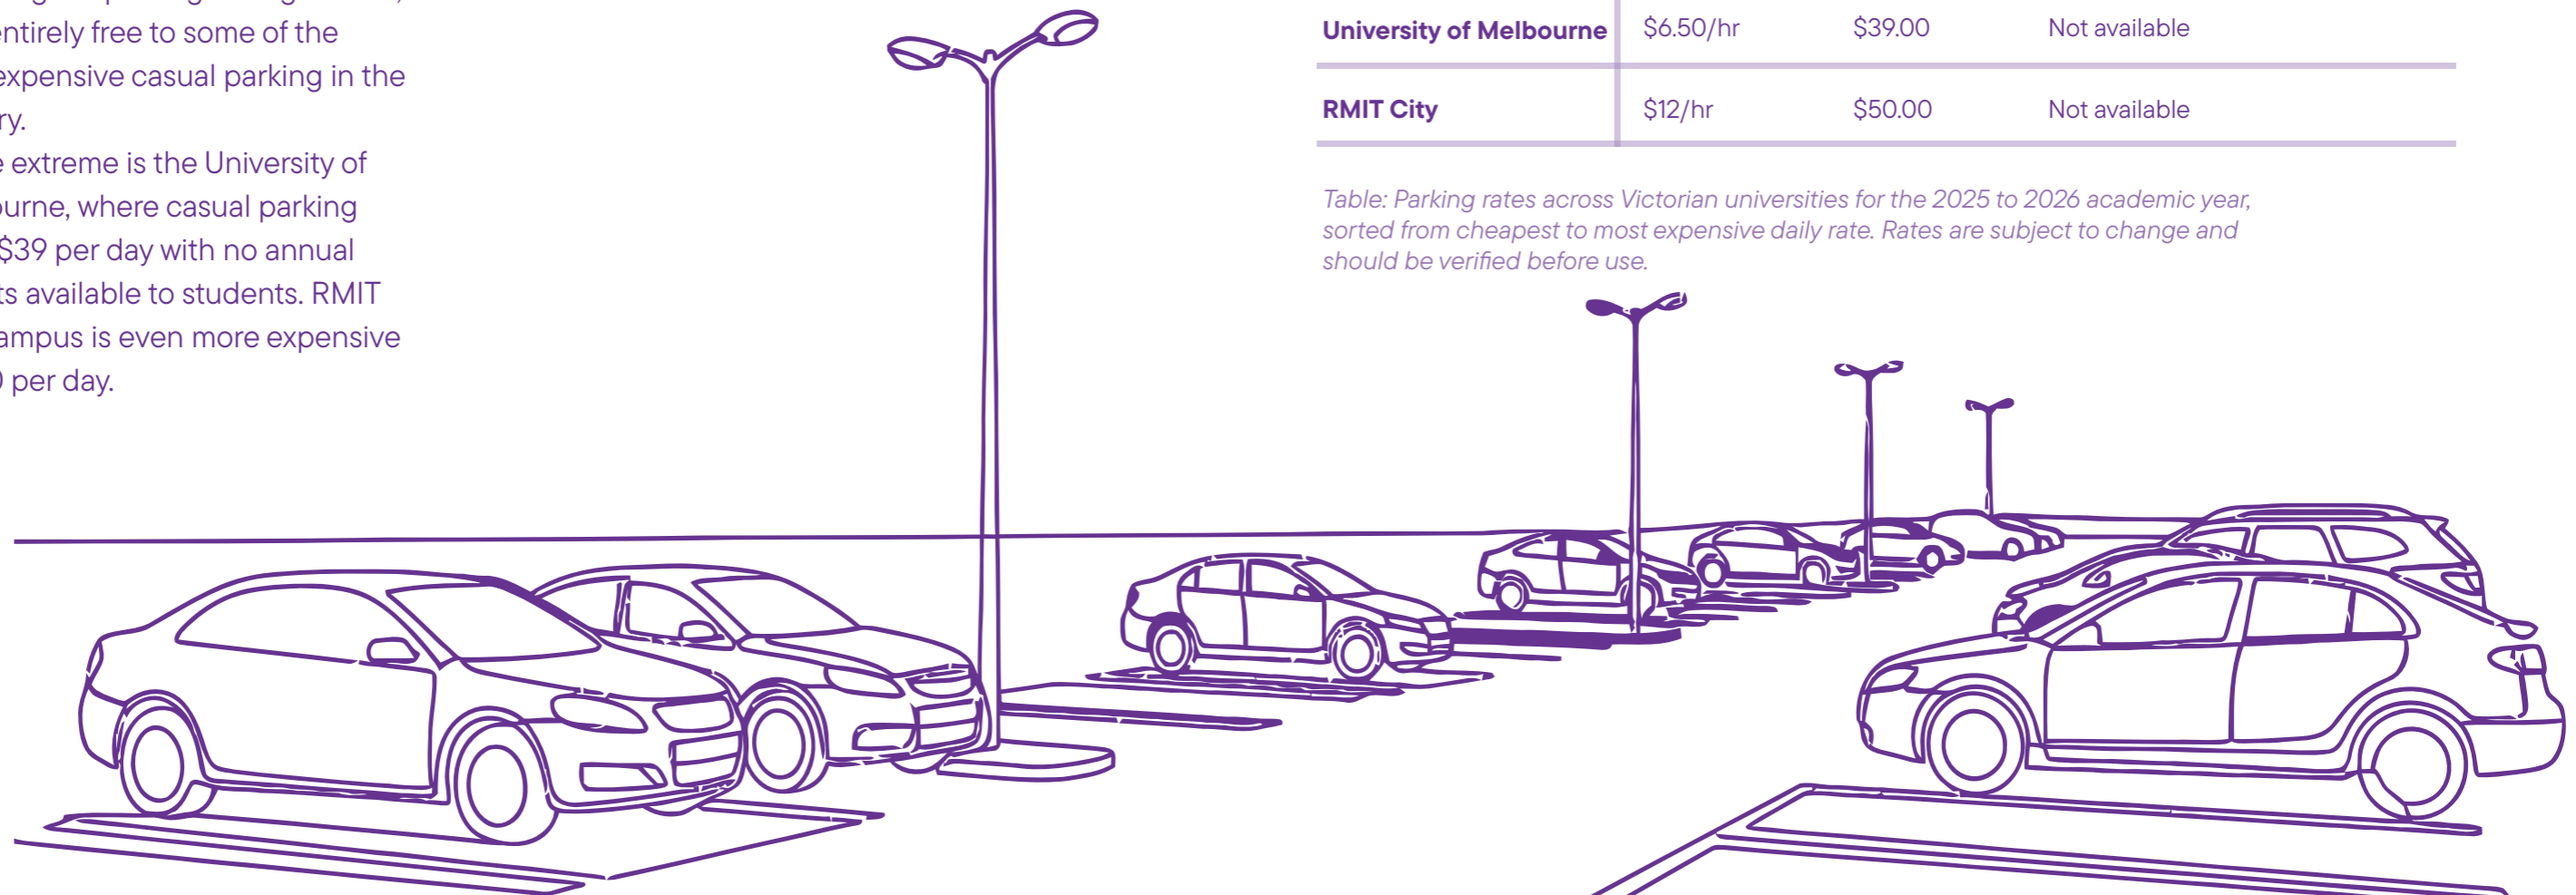 entirely free to some of the
expensive casual parking in the
ry.
e extreme is the University of
ourne, where casual parking
$39 per day with no annual
ts available to students. RMIT
ampus is even more expensive
0 per day.
University of Melbourne $6.50/hr $39.00 Not available
RMIT City $12/hr $50.00 Not available
Table: Parking rates across Victorian universities for the 2025 to 2026 academic year,
sorted from cheapest to most expensive daily rate. Rates are subject to change and
should be verified before use.